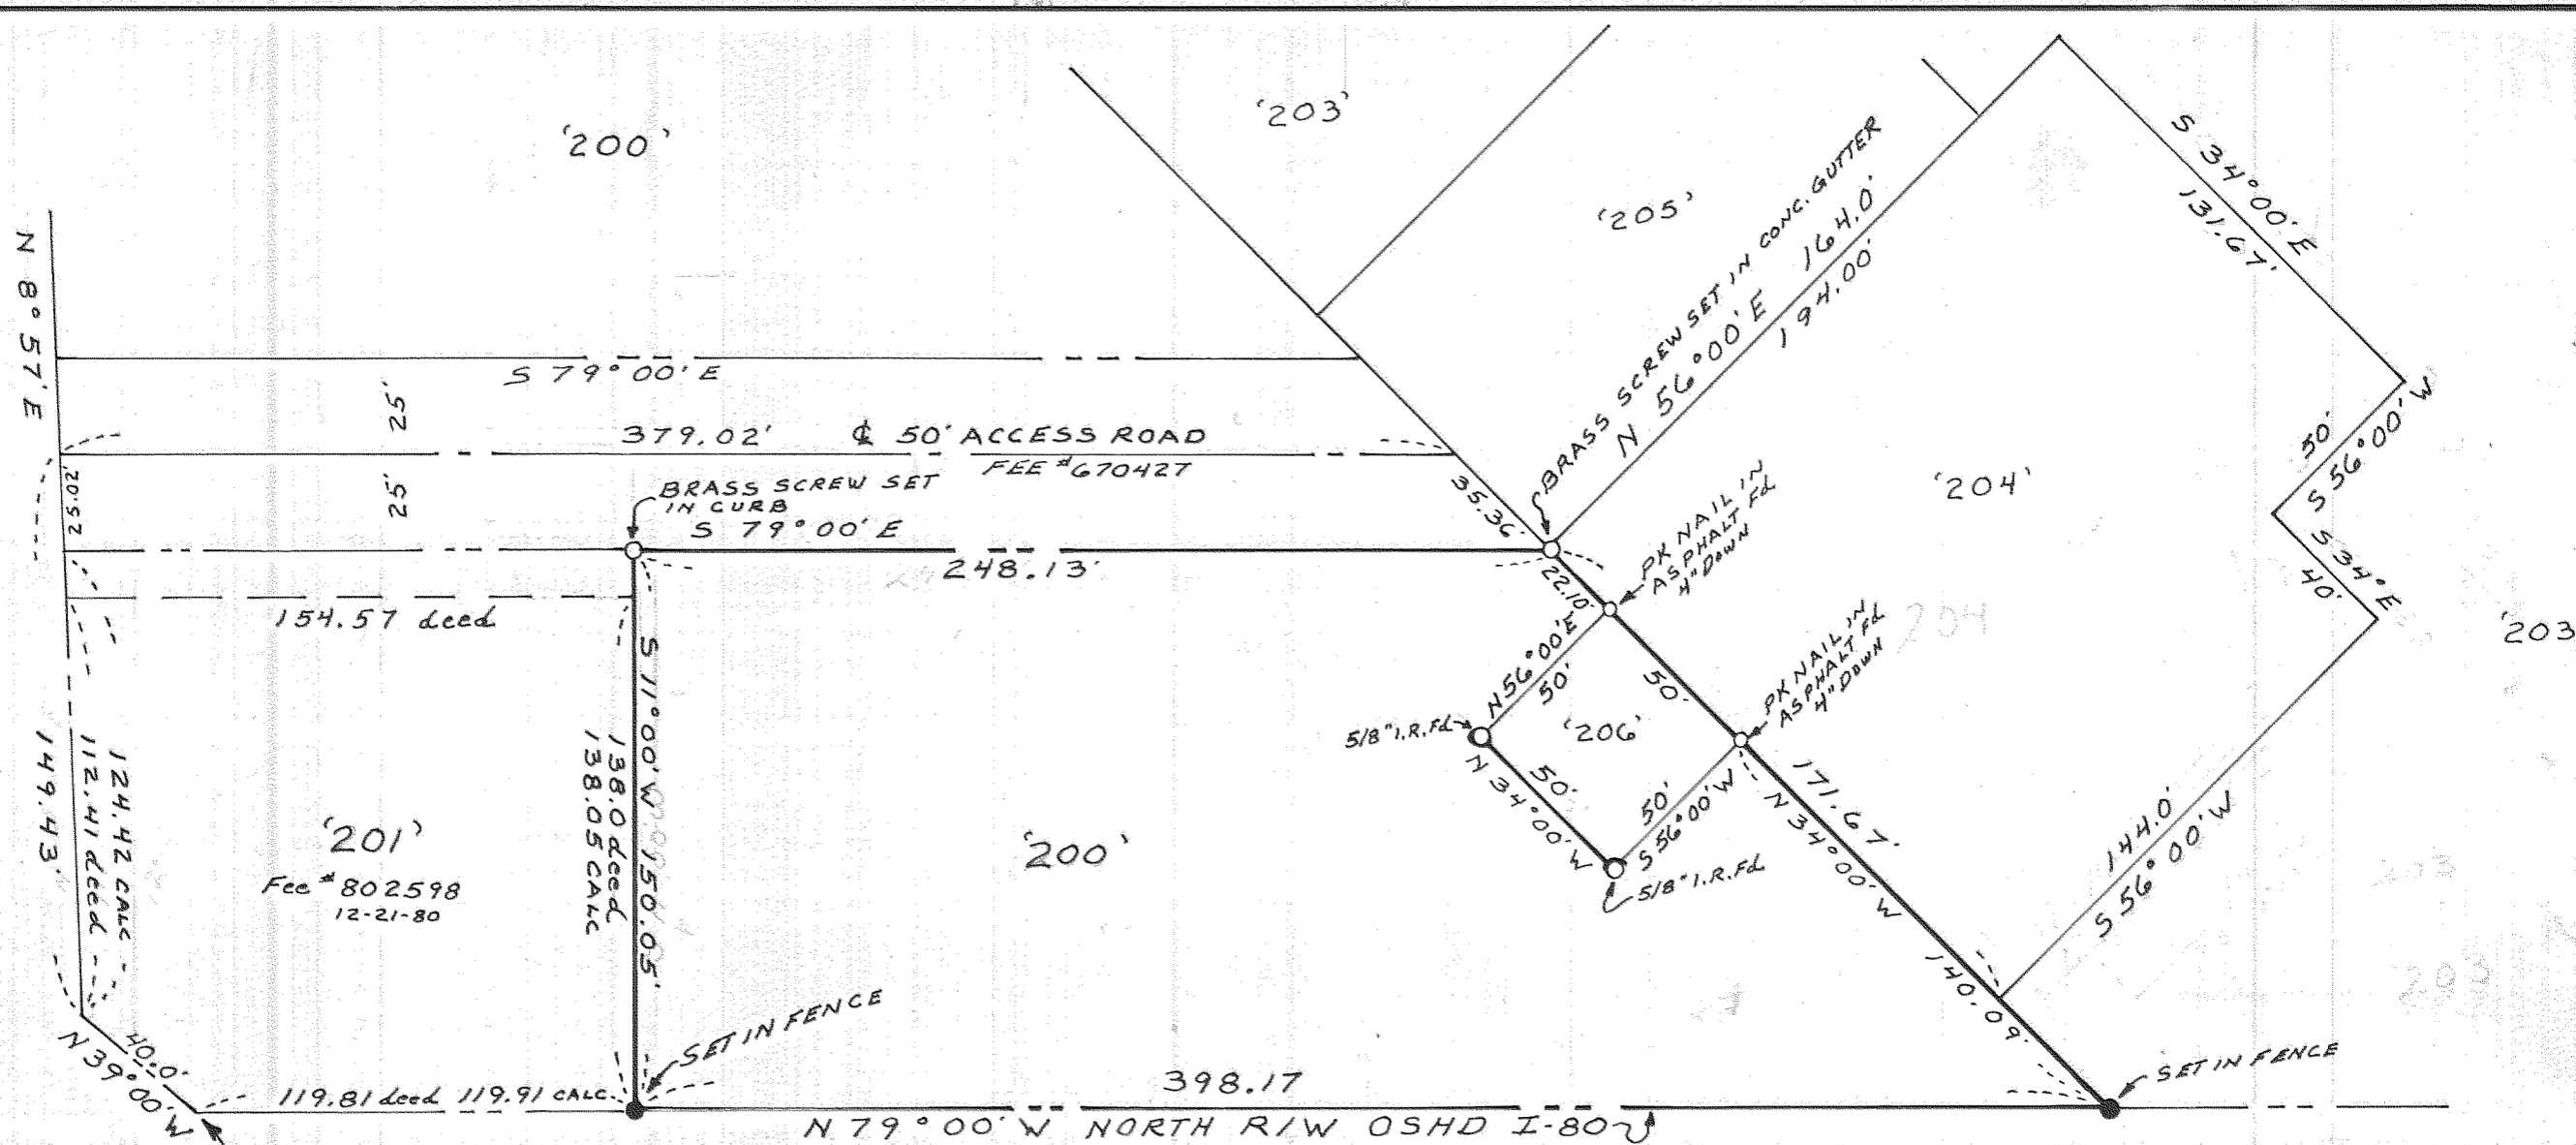 '200'
'203'
'205'
S 34°00' E
131.67'
BRASS SCREW SET IN CONC. GUTTER
N 56°00' E 164.0'
194.00'
N 8°57' E
S 79°00' E
25'
379.02' ℄ 50' ACCESS ROAD
FEE #670427
25.02'
25'
BRASS SCREW SET
IN CURB
S 79°00' E
248.13'
35.36'
PK NAIL IN
ASPHALT Fd
4" DOWN
'204'
50'
S 56°00' W
S 34° E
40'
'203
204
154.57 deed
22.10'
N 56°00' E
50'
50'
PK NAIL IN
ASPHALT Fd
4" DOWN
5/8" I.R. Fd
'206'
N 34°00' W
50'
50'
S 56°00' W
5/8" I.R. Fd
171.67'
N 34°00' W
144.0'
S 56°00' W
140.09'
S 11°00' W 150.05'
138.0 deed
138.05 CALC
124.42 CALC
112.41 deed
149.43'
'201'
Fee #802598
12-21-80
'200'
203
203
40.0'
N 39°00' W
SET IN FENCE
119.81 deed 119.91 CALC.
398.17
SET IN FENCE
N 79°00' W NORTH R/W OSHD I-80